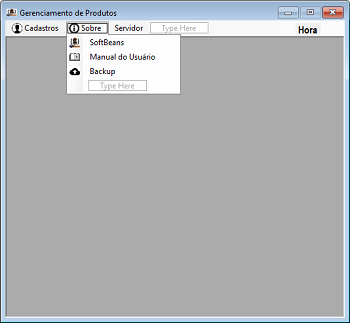 Gerenciamento de Produtos
Cadastros Sobre Servidor Type Here Hora
SoftBeans
Manual do Usuário
Backup
Type Here